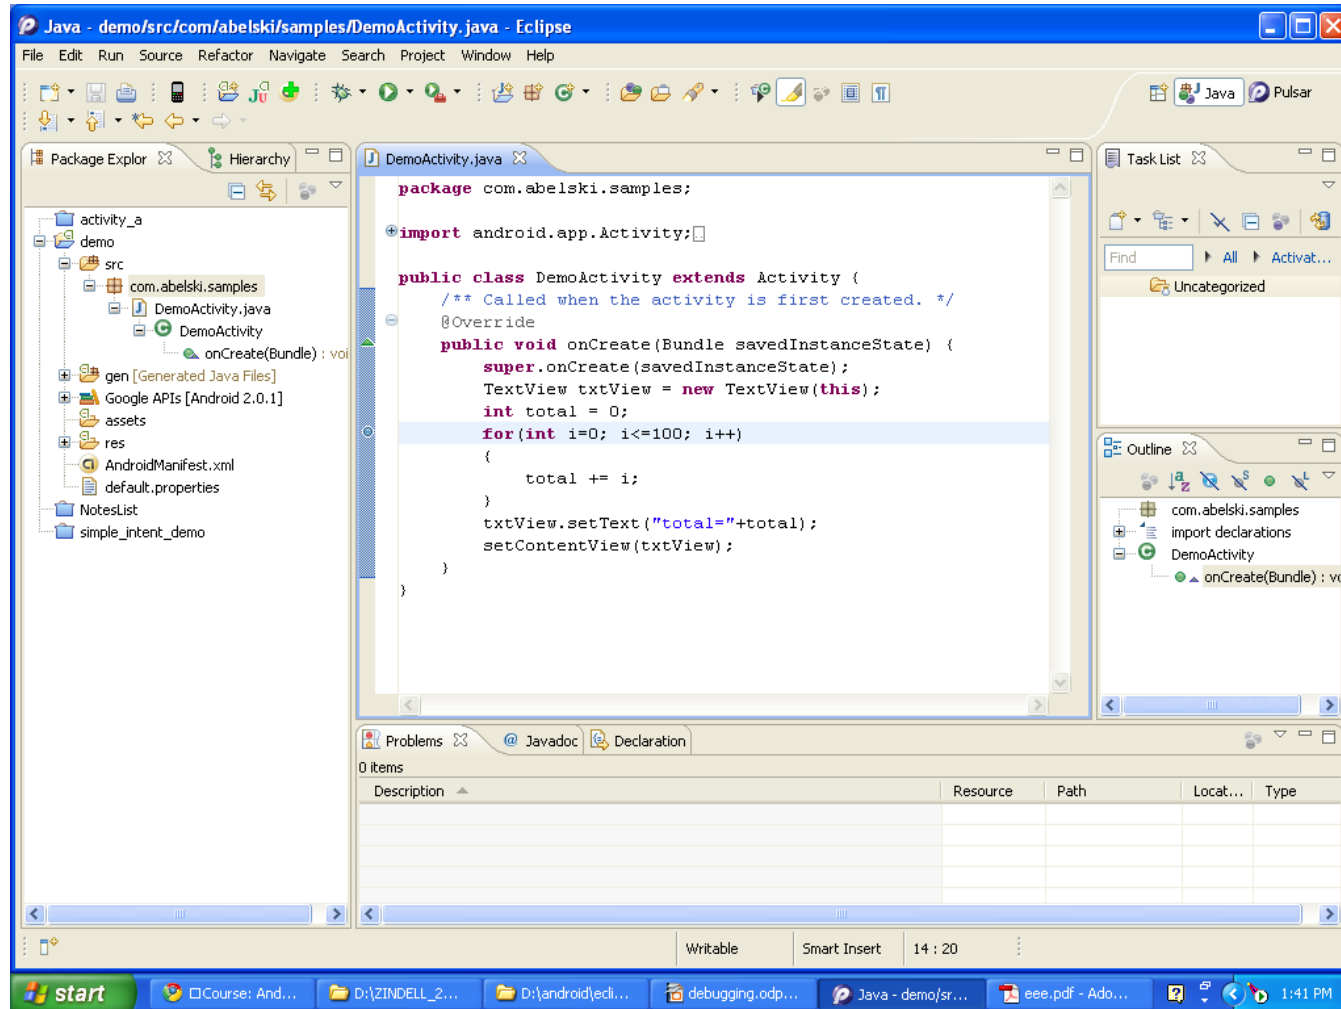 Java - demo/src/com/abelski/samples/DemoActivity.java - Eclipse
File Edit Run Source Refactor Navigate Search Project Window Help
Java
Pulsar
Package Explor
Hierarchy
activity_a
demo
src
com.abelski.samples
DemoActivity.java
DemoActivity
onCreate(Bundle) : voi
gen [Generated Java Files]
Google APIs [Android 2.0.1]
assets
res
AndroidManifest.xml
default.properties
NotesList
simple_intent_demo
DemoActivity.java
package com.abelski.samples;
import android.app.Activity;
public class DemoActivity extends Activity {
/** Called when the activity is first created. */
@Override
public void onCreate(Bundle savedInstanceState) {
super.onCreate(savedInstanceState);
TextView txtView = new TextView(this);
int total = 0;
for(int i=0; i<=100; i++)
{
total += i;
}
txtView.setText("total="+total);
setContentView(txtView);
}
}
Task List
Find
All
Activat...
Uncategorized
Outline
com.abelski.samples
import declarations
DemoActivity
onCreate(Bundle) : vo
Problems
@ Javadoc
Declaration
0 items
Description Resource Path Locat... Type
Writable Smart Insert 14 : 20
start
Course: And...
D:\ZINDELL_2...
D:\android\ecli...
debugging.odp...
Java - demo/sr...
eee.pdf - Ado...
1:41 PM